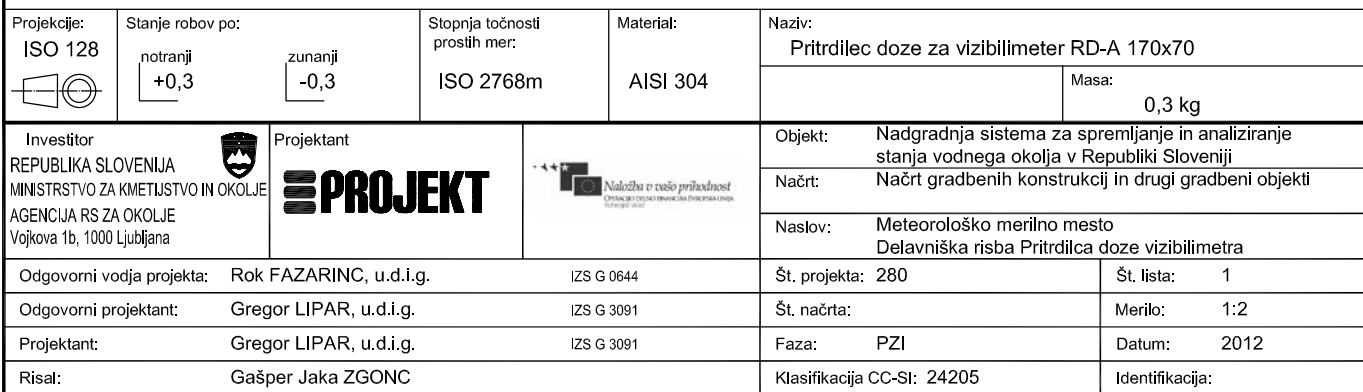 Projekcije:
ISO 128
Stanje robov po:
notranji
+0,3
zunanji
-0,3
Stopnja točnosti
prostih mer:
ISO 2768m
Material:
AISI 304
Naziv:
Pritrdilec doze za vizibilimeter RD-A 170x70
Masa:
0,3 kg
Investitor
REPUBLIKA SLOVENIJA
MINISTRSTVO ZA KMETIJSTVO IN OKOLJE
AGENCIJA RS ZA OKOLJE
Vojkova 1b, 1000 Ljubljana
Projektant
PROJEKT
Naložba v vašo prihodnost
OPERACIJO DELNO FINANCIRA EVROPSKA UNIJA
Objekt: Nadgradnja sistema za spremljanje in analiziranje
stanja vodnega okolja v Republiki Sloveniji
Načrt: Načrt gradbenih konstrukcij in drugi gradbeni objekti
Naslov: Meteorološko merilno mesto
Delavniška risba Pritrdilca doze vizibilimetra
Odgovorni vodja projekta: Rok FAZARINC, u.d.i.g. IZS G 0644
Št. projekta: 280
Št. lista: 1
Odgovorni projektant: Gregor LIPAR, u.d.i.g. IZS G 3091
Št. načrta:
Merilo: 1:2
Projektant: Gregor LIPAR, u.d.i.g. IZS G 3091
Faza: PZI
Datum: 2012
Risal: Gašper Jaka ZGONC
Klasifikacija CC-SI: 24205
Identifikacija: